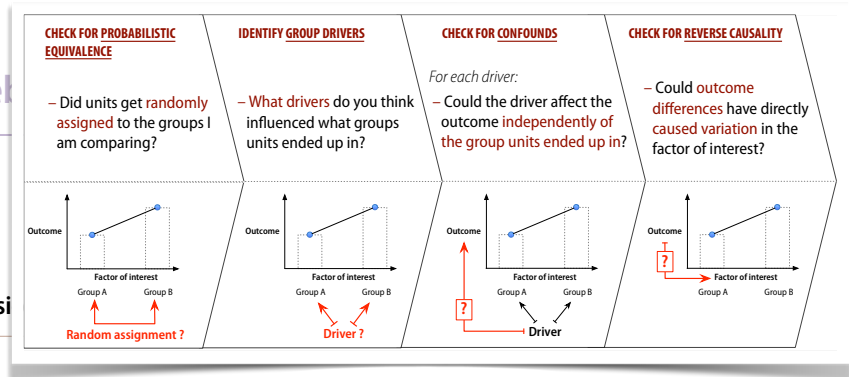 CHECK FOR PROBABILISTIC
EQUIVALENCE
– Did units get randomly
assigned to the groups I
am comparing?
Outcome
Factor of interest
Group A Group B
Random assignment ?
IDENTIFY GROUP DRIVERS
– What drivers do you think
influenced what groups
units ended up in?
Outcome
Factor of interest
Group A Group B
Driver ?
CHECK FOR CONFOUNDS
For each driver:
– Could the driver affect the
outcome independently of
the group units ended up in?
Outcome
Factor of interest
Group A Group B
?
Driver
CHECK FOR REVERSE CAUSALITY
– Could outcome
differences have directly
caused variation in the
factor of interest?
Outcome
?
Factor of interest
Group A Group B
si